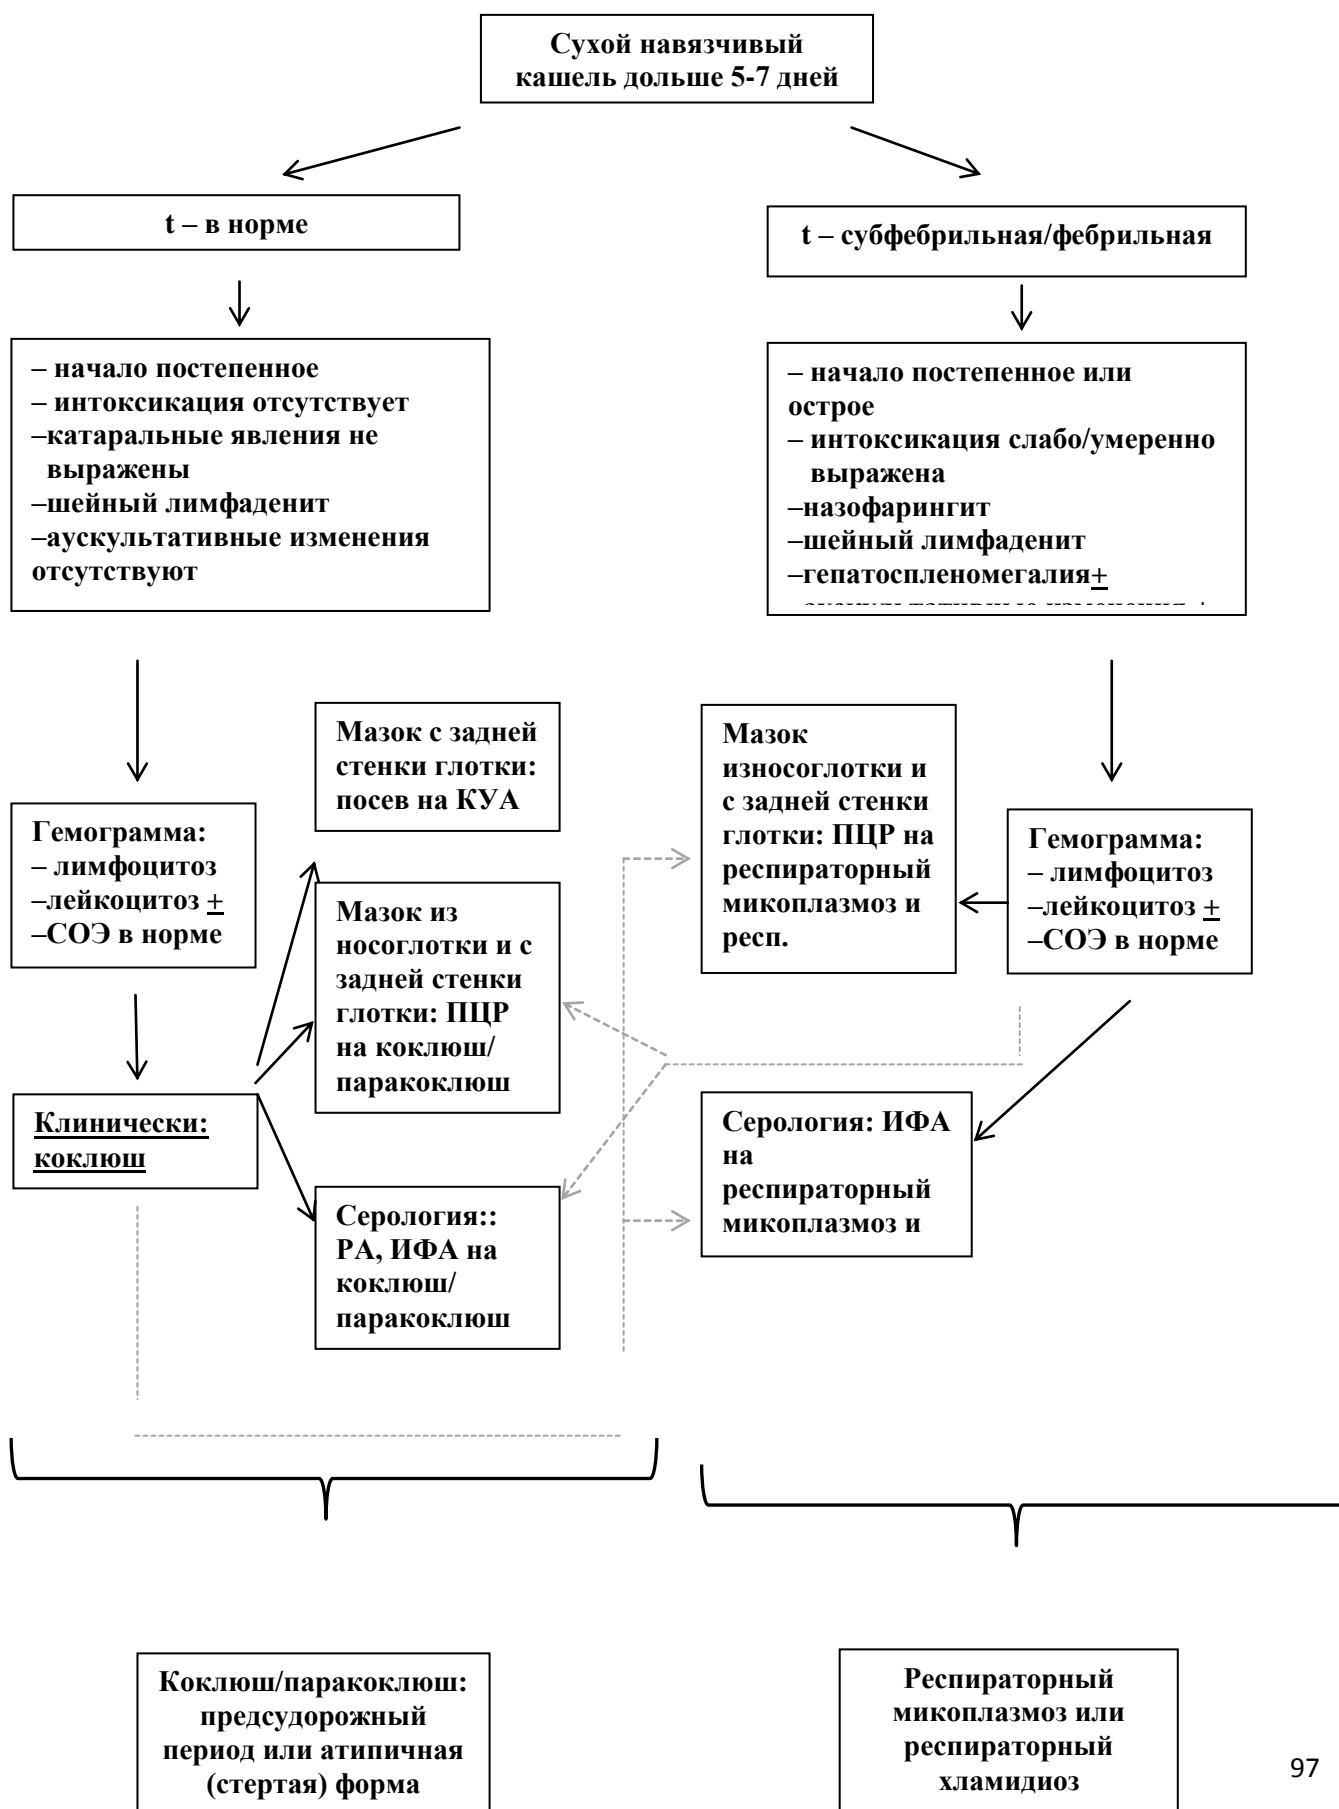 Сухой навязчивый
кашель дольше 5-7 дней
t – в норме
t – субфебрильная/фебрильная
– начало постепенное
– интоксикация отсутствует
–катаральные явления не
выражены
–шейный лимфаденит
–аускультативные изменения
отсутствуют
– начало постепенное или
острое
– интоксикация слабо/умеренно
выражена
–назофарингит
–шейный лимфаденит
–гепатоспленомегалия+
Мазок с задней
стенки глотки:
посев на КУА
Мазок
износоглотки и
с задней стенки
глотки: ПЦР на
респираторный
микоплазмоз и
респ.
Гемограмма:
– лимфоцитоз
–лейкоцитоз +
–СОЭ в норме
Гемограмма:
– лимфоцитоз
–лейкоцитоз +
–СОЭ в норме
Мазок из
носоглотки и с
задней стенки
глотки: ПЦР
на коклюш/
паракоклюш
Клинически:
коклюш
Серология: ИФА
на
респираторный
микоплазмоз и
Серология::
РА, ИФА на
коклюш/
паракоклюш
Коклюш/паракоклюш:
предсудорожный
период или атипичная
(стертая) форма
Респираторный
микоплазмоз или
респираторный
хламидиоз
97